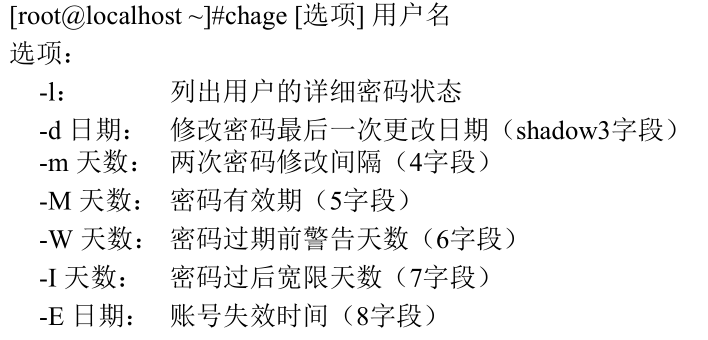 [root@localhost ~]#chage [选项] 用户名
选项：
-l： 列出用户的详细密码状态
-d 日期： 修改密码最后一次更改日期（shadow3字段）
-m 天数： 两次密码修改间隔（4字段）
-M 天数： 密码有效期（5字段）
-W 天数： 密码过期前警告天数（6字段）
-I 天数： 密码过后宽限天数（7字段）
-E 日期： 账号失效时间（8字段）